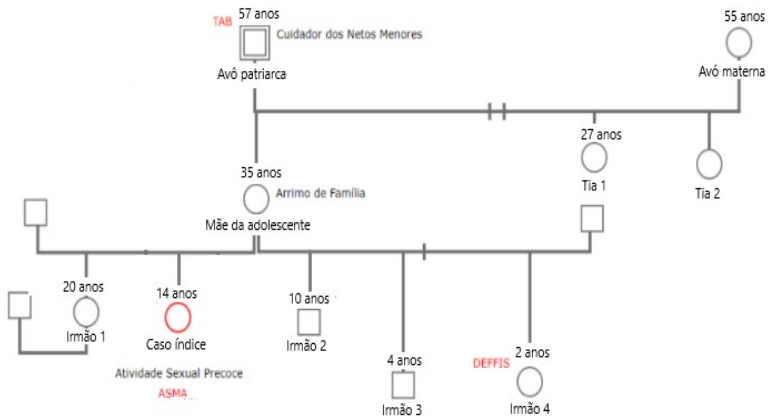 57 anos
55 anos
TAB
Cuidador dos Netos Menores
Avô patriarca
Avó materna
27 anos
35 anos
Tia 1
Tia 2
Arrimo de Família
Mãe da adolescente
20 anos
14 anos
10 anos
Irmão 1
Caso índice
Irmão 2
4 anos
DEFFIS
2 anos
Atividade Sexual Precoce
ASMA
Irmão 3
Irmão 4